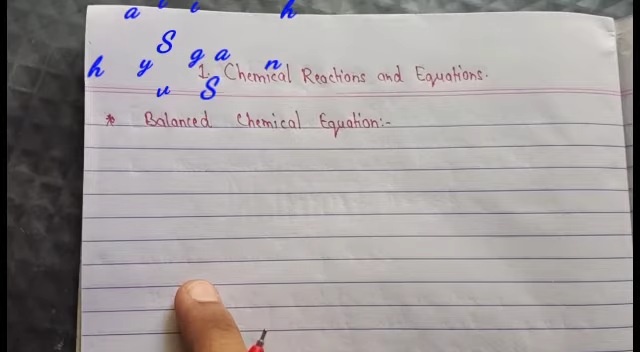 1. Chemical Reactions and Equations.
* Balanced Chemical Equation:-